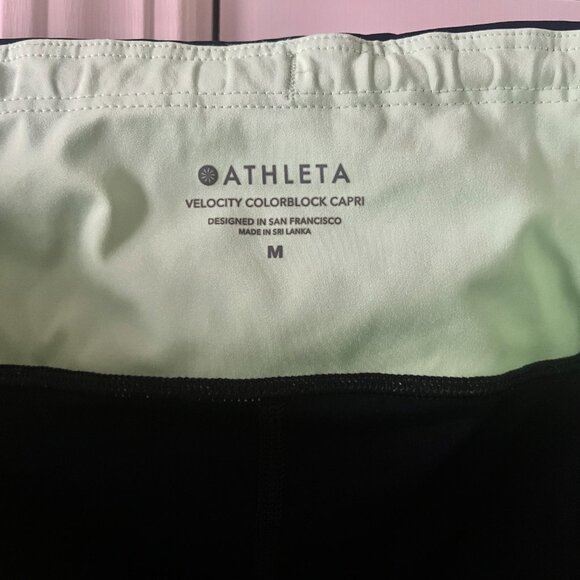 ATHLETA
VELOCITY COLORBLOCK CAPRI
DESIGNED IN SAN FRANCISCO
MADE IN SRI LANKA
M